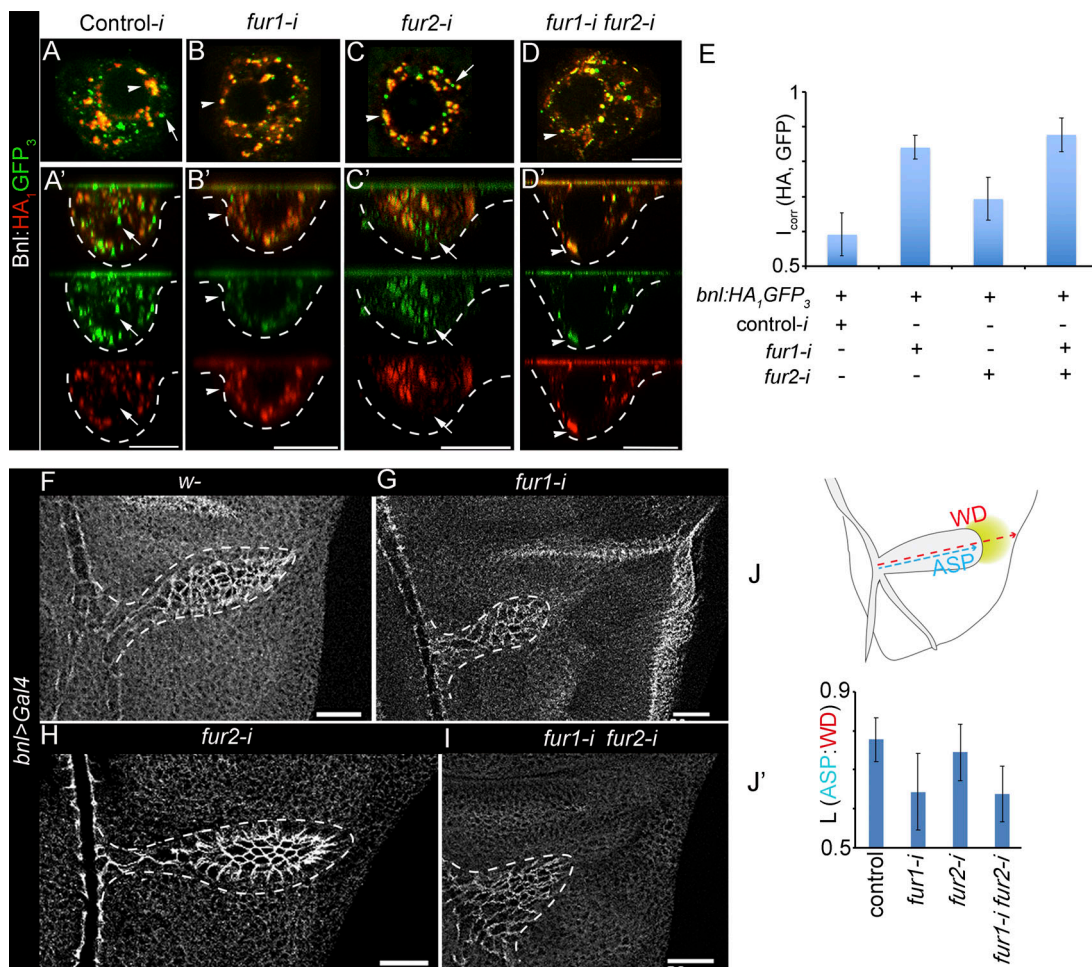 Control-i fur1-i fur2-i fur1-i fur2-i
Bnl:HA1GFP3
A B C D
A' B' C' D'
E
1
0.5
Icorr (HA, GFP)
bnl:HA1GFP3 + + + +
control-i + - - -
fur1-i - + - +
fur2-i - - + +
bnl>Gal4
F w- G fur1-i
H fur2-i I fur1-i fur2-i
J
WD
ASP
J'
0.9
0.5
L (ASP:WD)
control
fur1-i
fur2-i
fur1-i fur2-i